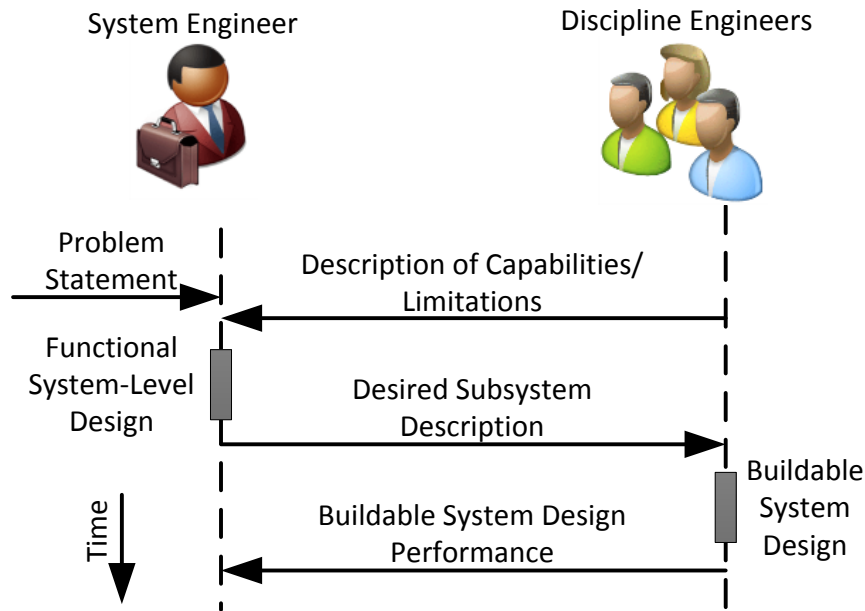 System Engineer
Discipline Engineers
Problem
Statement
Description of Capabilities/
Limitations
Functional
System-Level
Design
Desired Subsystem
Description
Buildable
System
Design
Time
Buildable System Design
Performance